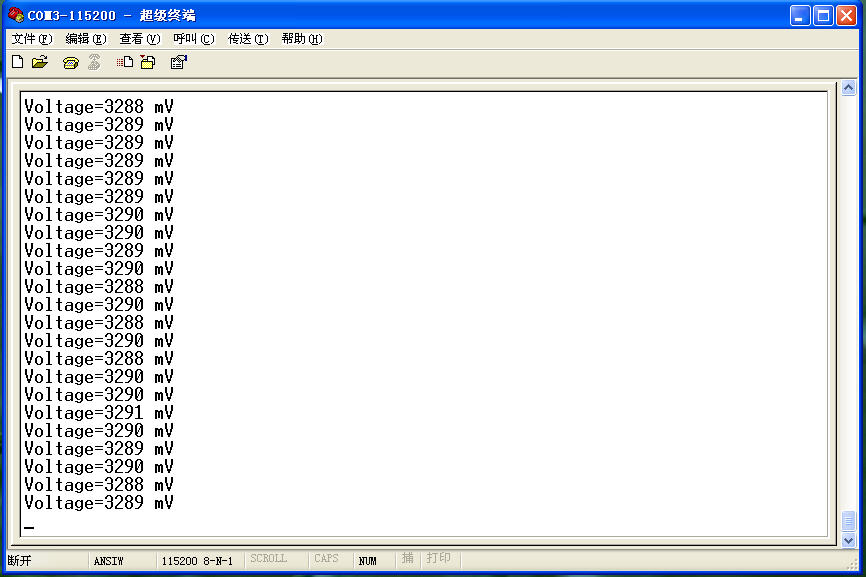 COM3-115200 - 超级终端
文件(F) 编辑(E) 查看(V) 呼叫(C) 传送(T) 帮助(H)
Voltage=3288 mV
Voltage=3289 mV
Voltage=3289 mV
Voltage=3289 mV
Voltage=3289 mV
Voltage=3289 mV
Voltage=3290 mV
Voltage=3290 mV
Voltage=3289 mV
Voltage=3290 mV
Voltage=3288 mV
Voltage=3290 mV
Voltage=3288 mV
Voltage=3290 mV
Voltage=3288 mV
Voltage=3290 mV
Voltage=3290 mV
Voltage=3291 mV
Voltage=3290 mV
Voltage=3289 mV
Voltage=3290 mV
Voltage=3288 mV
Voltage=3289 mV
_
断开 ANSIW 115200 8-N-1 SCROLL CAPS NUM 捕 打印